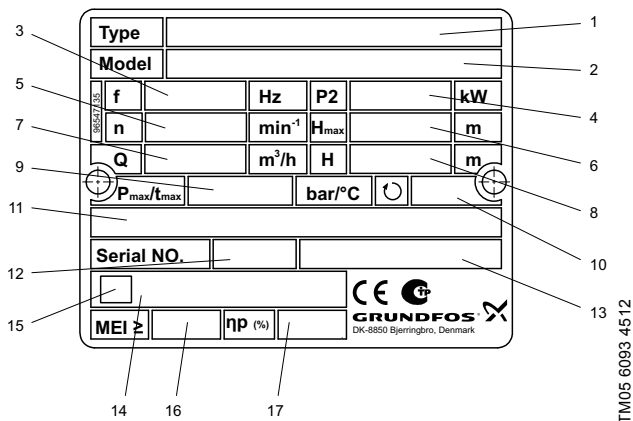 Type
Model
f Hz P2 kW
n min⁻¹ Hmax m
Q m³/h H m
Pmax/tmax bar/°C
Serial NO.
MEI ≥ ηp (%)
GRUNDFOS
DK-8850 Bjerringbro, Denmark
CE
96547135
3
5
7
9
11
12
15
14
16
17
1
2
4
6
8
10
13
TM05 6093 4512